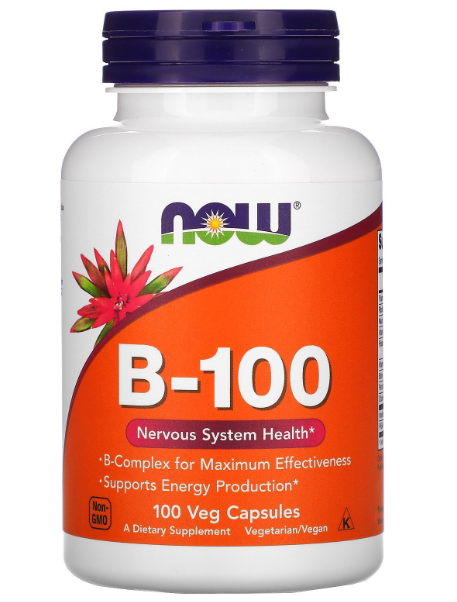 NOW®
B-100
Nervous System Health*
•B-Complex for Maximum Effectiveness
•Supports Energy Production*
Non-
GMO
100 Veg Capsules
A Dietary Supplement Vegetarian/Vegan
K